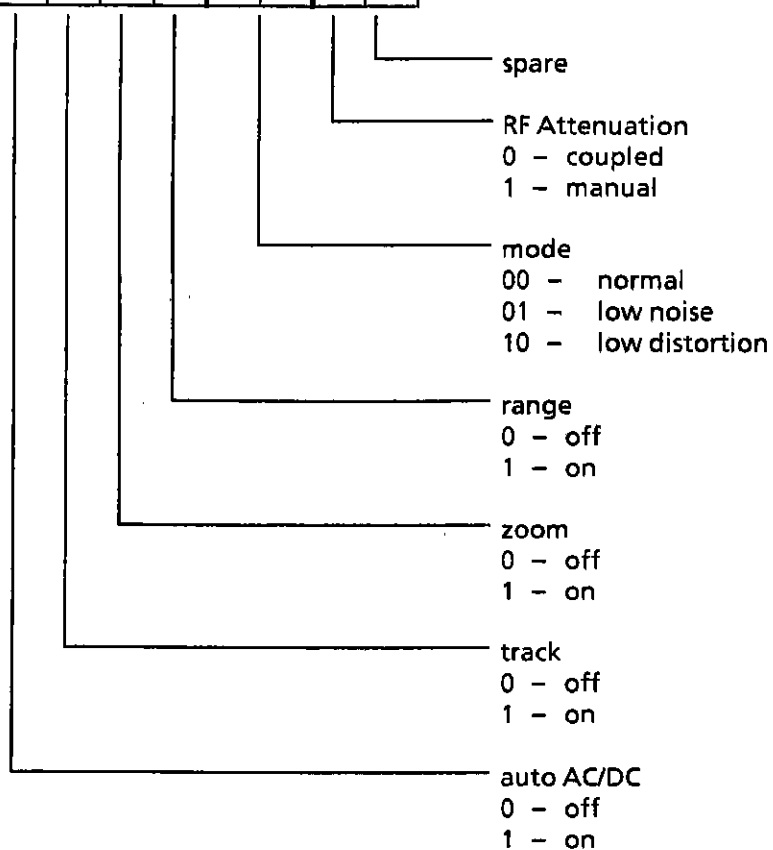 spare
RF Attenuation
0 – coupled
1 – manual
mode
00 – normal
01 – low noise
10 – low distortion
range
0 – off
1 – on
zoom
0 – off
1 – on
track
0 – off
1 – on
auto AC/DC
0 – off
1 – on